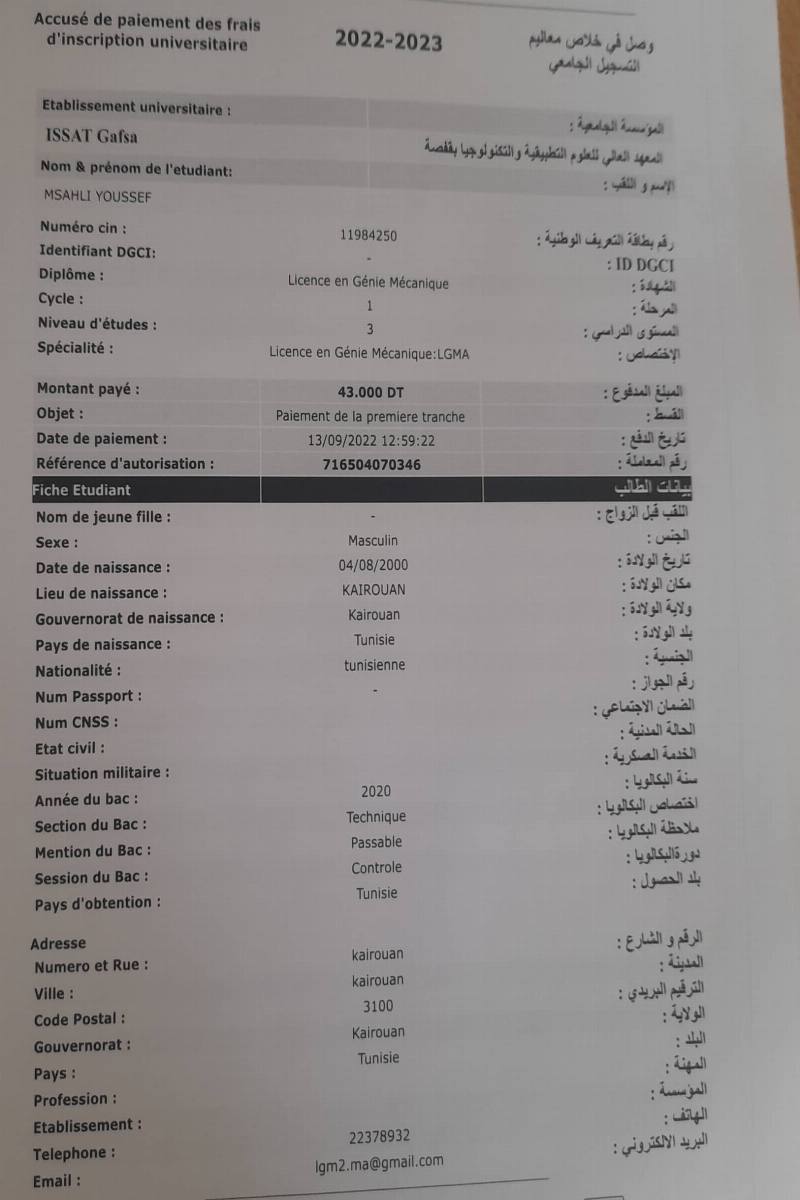 Accusé de paiement des frais d'inscription universitaire
2022-2023
وصل في خلاص معاليم التسجيل الجامعي
Etablissement universitaire : المؤسسة الجامعية :
ISSAT Gafsa المعهد العالي للعلوم التطبيقية والتكنولوجيا بقفصة
Nom & prénom de l'etudiant: الإسم و اللقب :
MSAHLI YOUSSEF
Numéro cin : 11984250 رقم بطاقة التعريف الوطنية :
Identifiant DGCI: - ID DGCI :
Diplôme : Licence en Génie Mécanique الشهادة :
Cycle : 1 المرحلة :
Niveau d'études : 3 المستوى الدراسي :
Spécialité : Licence en Génie Mécanique:LGMA الإختصاص :
Montant payé : 43.000 DT المبلغ المدفوع :
Objet : Paiement de la premiere tranche القسط :
Date de paiement : 13/09/2022 12:59:22 تاريخ الدفع :
Référence d'autorisation : 716504070346 رقم المعاملة :
Fiche Etudiant بيانات الطالب
Nom de jeune fille : - اللقب قبل الزواج :
Sexe : Masculin الجنس :
Date de naissance : 04/08/2000 تاريخ الولادة :
Lieu de naissance : KAIROUAN مكان الولادة :
Gouvernorat de naissance : Kairouan ولاية الولادة :
Pays de naissance : Tunisie بلد الولادة :
Nationalité : tunisienne الجنسية :
Num Passport : - رقم الجواز :
Num CNSS : الضمان الاجتماعي :
Etat civil : الحالة المدنية :
Situation militaire : الخدمة العسكرية :
Année du bac : 2020 سنة البكالويا :
Section du Bac : Technique اختصاص البكالويا :
Mention du Bac : Passable ملاحظة البكالويا :
Session du Bac : Controle دورةالبكالويا :
Pays d'obtention : Tunisie بلد الحصول :
Adresse
Numero et Rue : kairouan الرقم و الشارع :
Ville : kairouan المدينة :
Code Postal : 3100 الترقيم البريدي :
Gouvernorat : Kairouan الولاية :
Pays : Tunisie البلد :
Profession : المهنة :
Etablissement : المؤسسة :
Telephone : 22378932 الهاتف :
Email : lgm2.ma@gmail.com البريد الالكتروني :